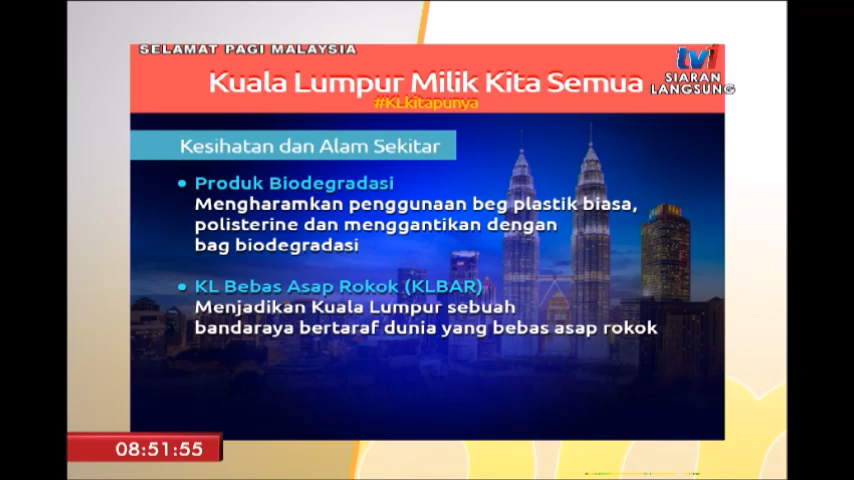 SELAMAT PAGI MALAYSIA
tv1
SIARAN
LANGSUNG
Kuala Lumpur Milik Kita Semua
#KLkitapunya
Kesihatan dan Alam Sekitar
• Produk Biodegradasi
Mengharamkan penggunaan beg plastik biasa,
polisterine dan menggantikan dengan
bag biodegradasi
• KL Bebas Asap Rokok (KLBAR)
Menjadikan Kuala Lumpur sebuah
bandaraya bertaraf dunia yang bebas asap rokok
08:51:55